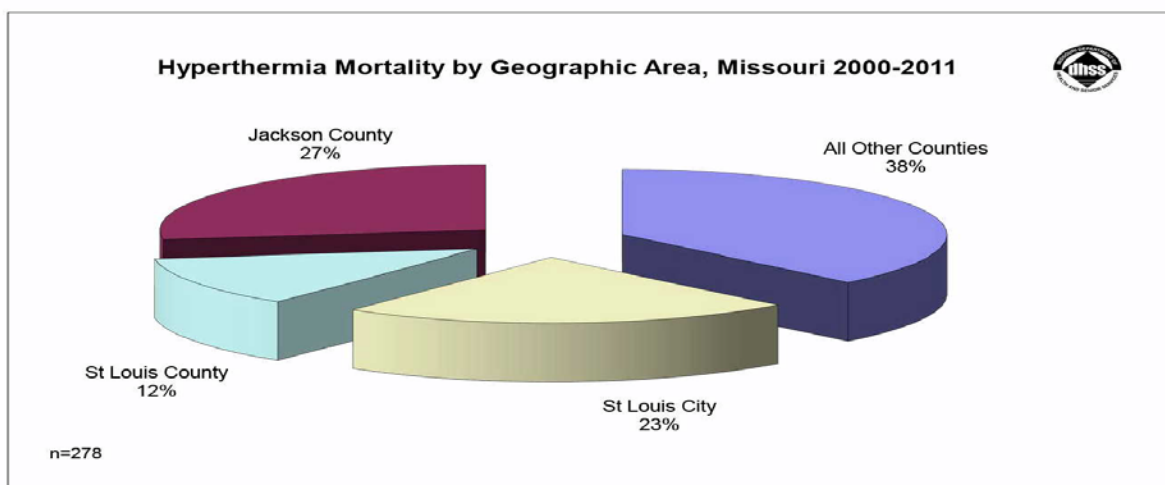 Hyperthermia Mortality by Geographic Area, Missouri 2000-2011
dhss
Jackson County
27%
All Other Counties
38%
St Louis County
12%
St Louis City
23%
n=278